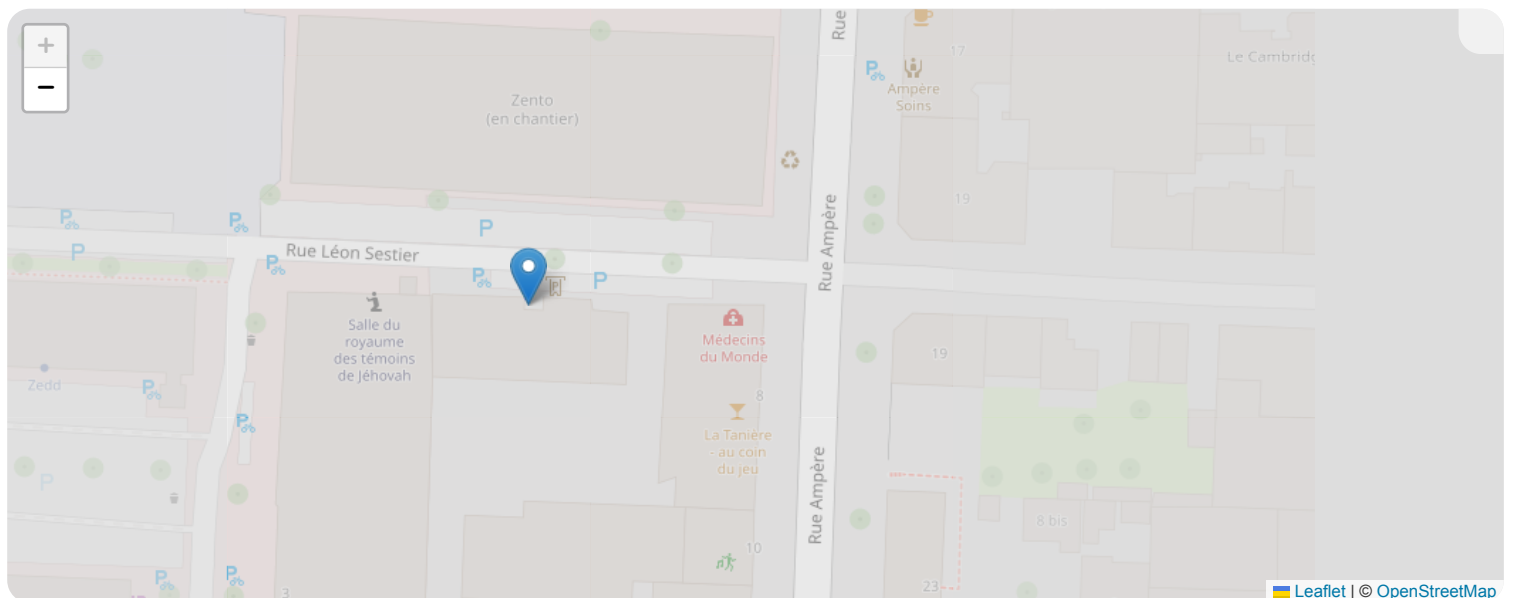 +
−
Rue
17
Le Cambridg
P
Ampère
Soins
Zento
(en chantier)
19
Rue Ampère
P
P
P
P
Rue Léon Sestier
P
P
P
P
P
Salle du
royaume
des témoins
de Jéhovah
Médecins
du Monde
19
Zedd
P
8
La Tanière
- au coin
du jeu
P
Rue Ampère
P
8 bis
10
P
P
3
23
Leaflet | © OpenStreetMap